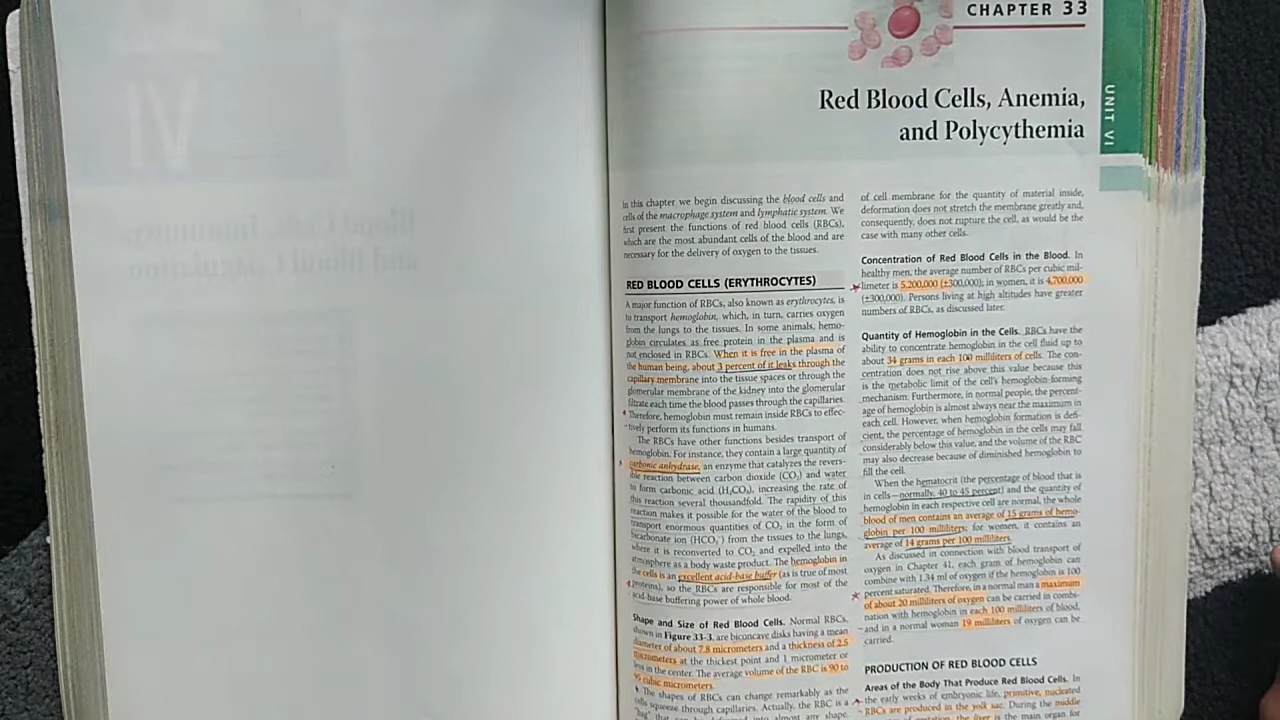 CHAPTER 33
UNIT VI
Red Blood Cells, Anemia,
and Polycythemia
In this chapter we begin discussing the blood cells and
cells of the macrophage system and lymphatic system. We
first present the functions of red blood cells (RBCs),
which are the most abundant cells of the blood and are
necessary for the delivery of oxygen to the tissues.
RED BLOOD CELLS (ERYTHROCYTES)
A major function of RBCs, also known as erythrocytes, is
to transport hemoglobin, which, in turn, carries oxygen
from the lungs to the tissues. In some animals, hemo-
globin circulates as free protein in the plasma and is
not enclosed in RBCs. When it is free in the plasma of
the human being, about 3 percent of it leaks through the
capillary membrane into the tissue spaces or through the
glomerular membrane of the kidney into the glomerular
filtrate each time the blood passes through the capillaries.
Therefore, hemoglobin must remain inside RBCs to effec-
tively perform its functions in humans.
The RBCs have other functions besides transport of
hemoglobin. For instance, they contain a large quantity of
carbonic anhydrase, an enzyme that catalyzes the revers-
ible reaction between carbon dioxide (CO₂) and water
to form carbonic acid (H₂CO₃), increasing the rate of
this reaction several thousandfold. The rapidity of this
reaction makes it possible for the water of the blood to
transport enormous quantities of CO₂ in the form of
bicarbonate ion (HCO₃⁻) from the tissues to the lungs,
where it is reconverted to CO₂ and expelled into the
atmosphere as a body waste product. The hemoglobin in
the cells is an excellent acid-base buffer (as is true of most
proteins), so the RBCs are responsible for most of the
acid-base buffering power of whole blood.
Shape and Size of Red Blood Cells. Normal RBCs,
shown in Figure 33-3, are biconcave disks having a mean
diameter of about 7.8 micrometers and a thickness of 2.5
micrometers at the thickest point and 1 micrometer or
less in the center. The average volume of the RBC is 90 to
95 cubic micrometers.
The shapes of RBCs can change remarkably as the
cells squeeze through capillaries. Actually, the RBC is a
"bag" that can be deformed into almost any shape.
of cell membrane for the quantity of material inside,
deformation does not stretch the membrane greatly and,
consequently, does not rupture the cell, as would be the
case with many other cells.
Concentration of Red Blood Cells in the Blood. In
healthy men, the average number of RBCs per cubic mil-
limeter is 5,200,000 (±300,000); in women, it is 4,700,000
(±300,000). Persons living at high altitudes have greater
numbers of RBCs, as discussed later.
Quantity of Hemoglobin in the Cells. RBCs have the
ability to concentrate hemoglobin in the cell fluid up to
about 34 grams in each 100 milliliters of cells. The con-
centration does not rise above this value because this
is the metabolic limit of the cell's hemoglobin-forming
mechanism. Furthermore, in normal people, the percent-
age of hemoglobin is almost always near the maximum in
each cell. However, when hemoglobin formation is defi-
cient, the percentage of hemoglobin in the cells may fall
considerably below this value, and the volume of the RBC
may also decrease because of diminished hemoglobin to
fill the cell.
When the hematocrit (the percentage of blood that is
in cells—normally, 40 to 45 percent) and the quantity of
hemoglobin in each respective cell are normal, the whole
blood of men contains an average of 15 grams of hemo-
globin per 100 milliliters; for women, it contains an
average of 14 grams per 100 milliliters.
As discussed in connection with blood transport of
oxygen in Chapter 41, each gram of hemoglobin can
combine with 1.34 ml of oxygen if the hemoglobin is 100
percent saturated. Therefore, in a normal man a maximum
of about 20 milliliters of oxygen can be carried in combi-
nation with hemoglobin in each 100 milliliters of blood,
and in a normal woman 19 milliliters of oxygen can be
carried.
PRODUCTION OF RED BLOOD CELLS
Areas of the Body That Produce Red Blood Cells. In
the early weeks of embryonic life, primitive, nucleated
RBCs are produced in the yolk sac. During the middle
gestation, the liver is the main organ for